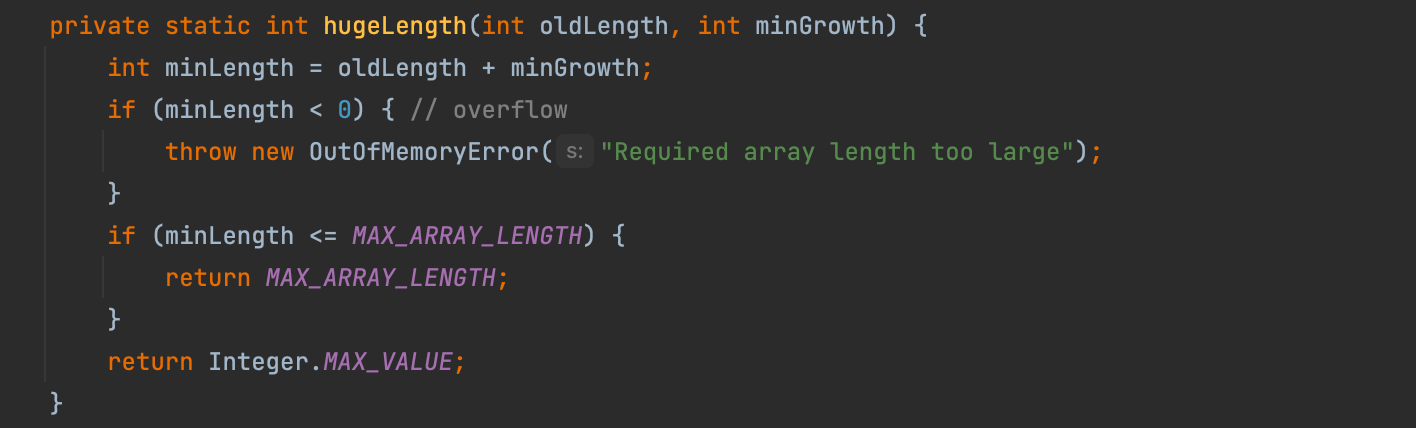 private static int hugeLength(int oldLength, int minGrowth) {
int minLength = oldLength + minGrowth;
if (minLength < 0) { // overflow
throw new OutOfMemoryError( s: "Required array length too large");
}
if (minLength <= MAX_ARRAY_LENGTH) {
return MAX_ARRAY_LENGTH;
}
return Integer.MAX_VALUE;
}